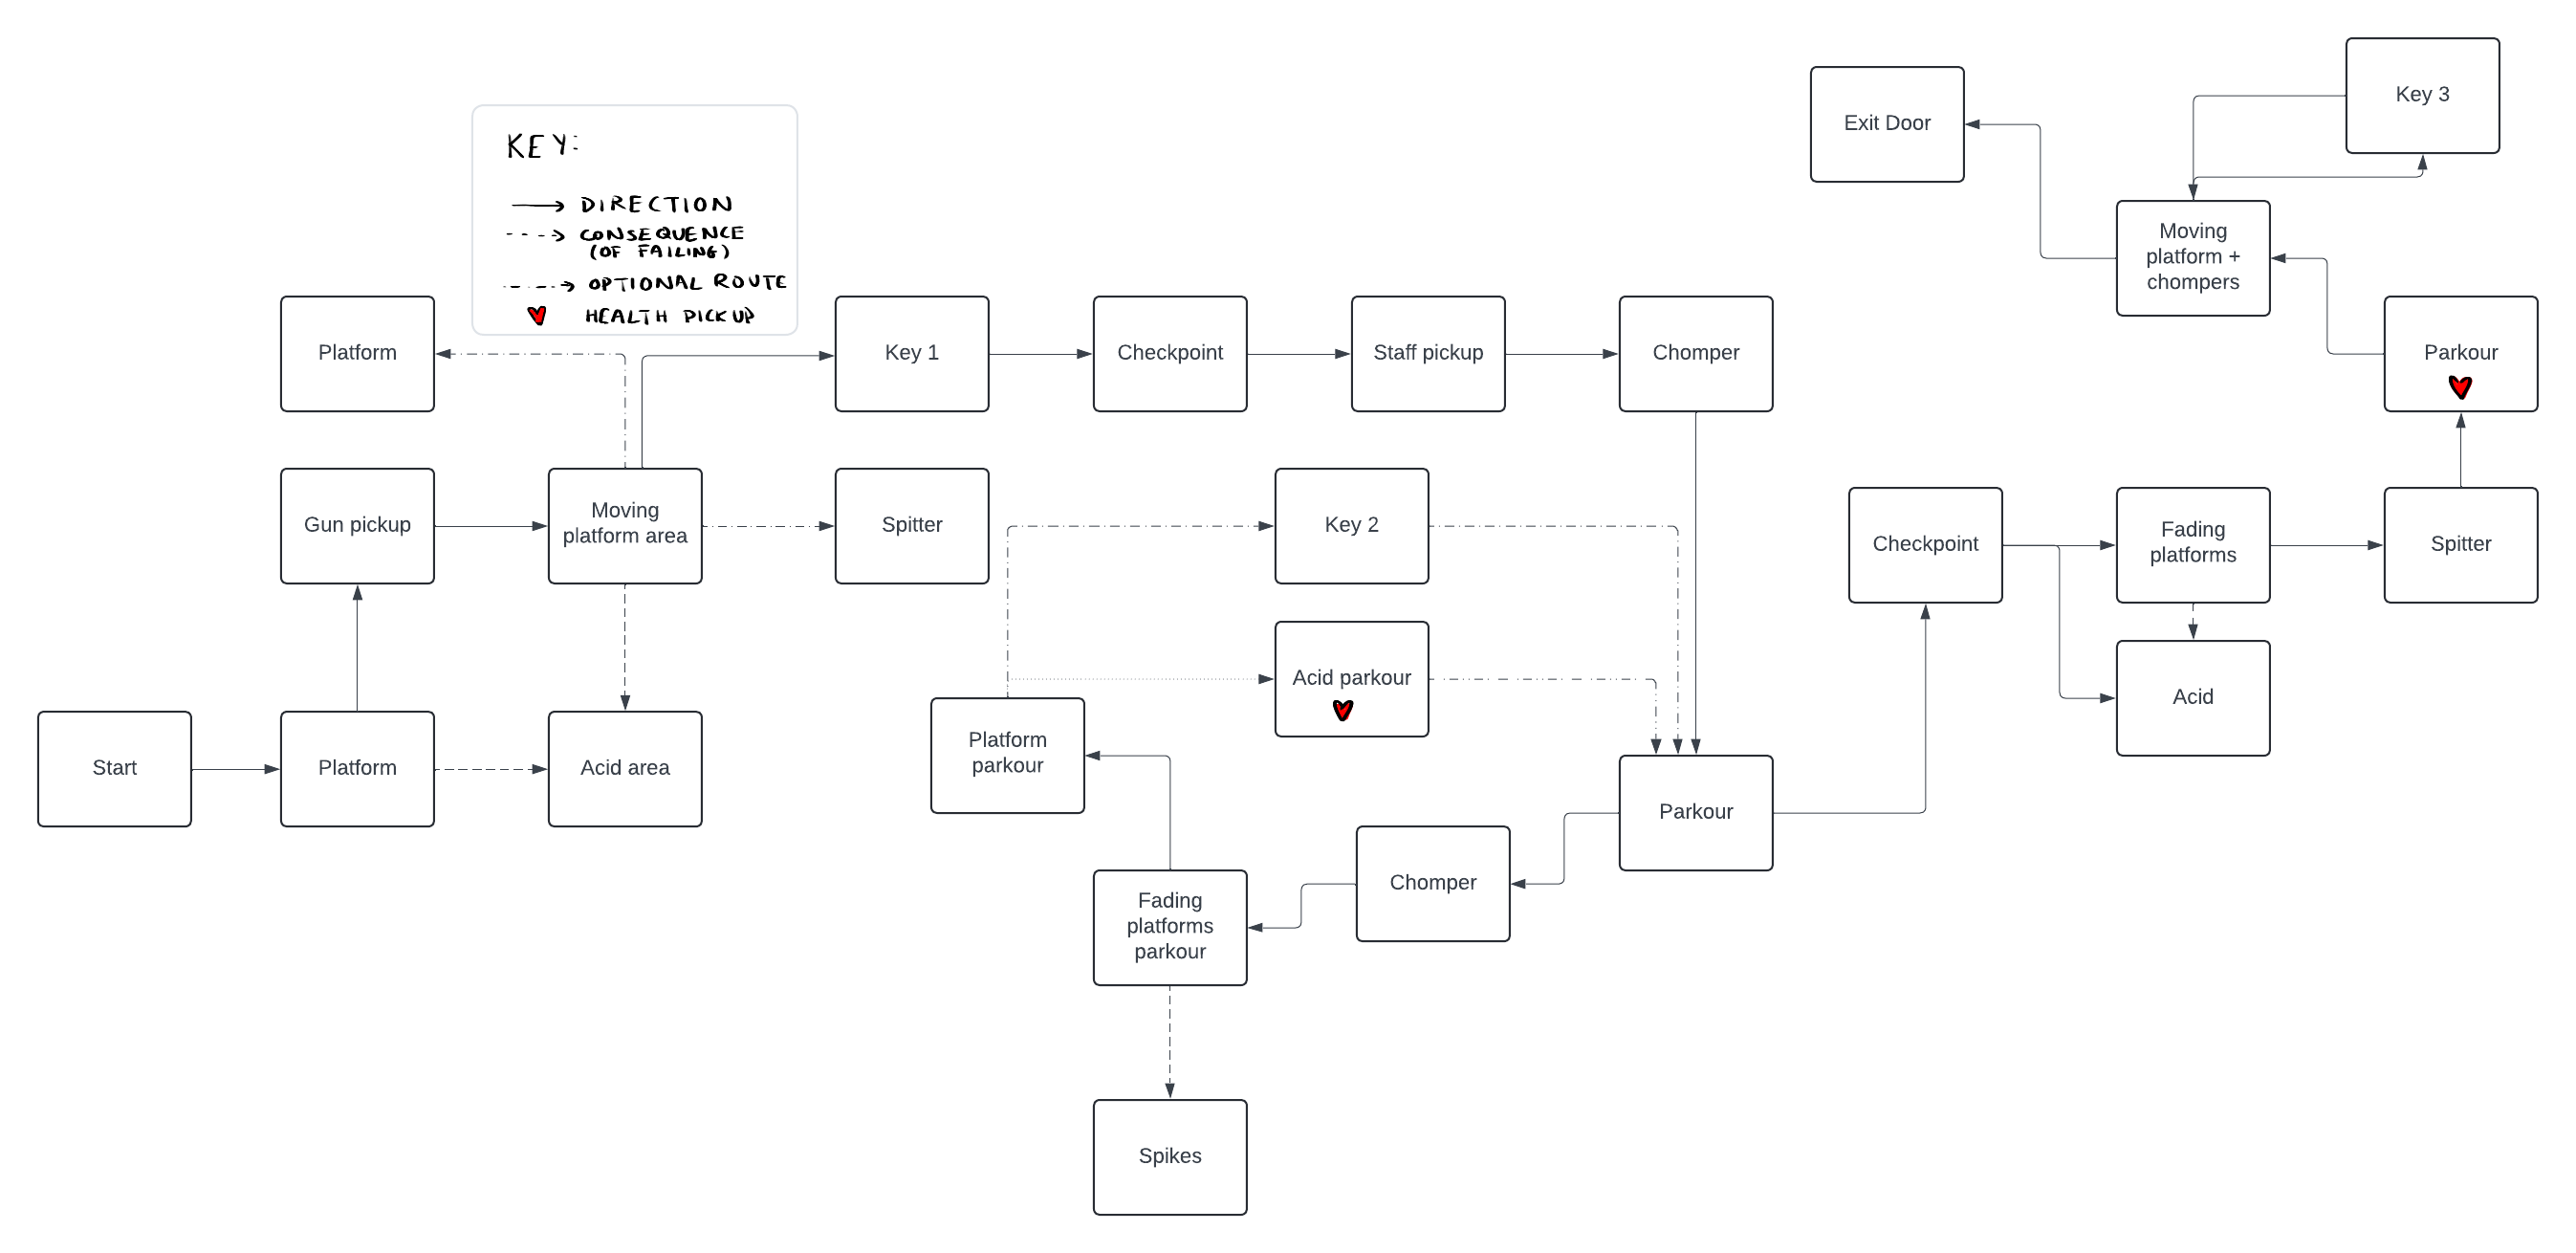 Exit Door
Key 3
KEY:
DIRECTION
CONSEQUENCE
(OF FAILING)
OPTIONAL ROUTE
HEALTH PICKUP
Moving
platform +
chompers
Platform
Key 1
Checkpoint
Staff pickup
Chomper
Parkour
Gun pickup
Moving
platform area
Spitter
Key 2
Checkpoint
Fading
platforms
Spitter
Acid parkour
Acid
Start
Platform
Acid area
Platform
parkour
Parkour
Chomper
Fading
platforms
parkour
Spikes